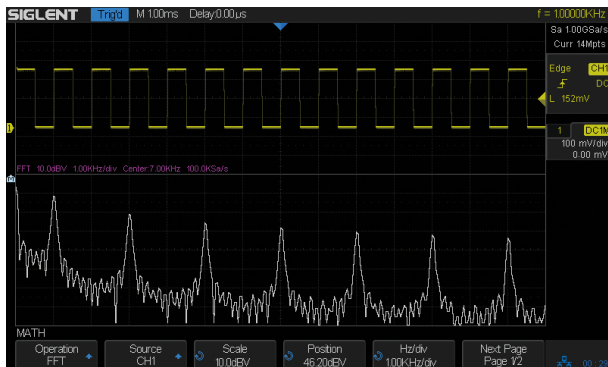 SIGLENT Trig'd M 1.00ms Delay:0.00μs f = 1.00000KHz
Sa 1.00GSa/s
Curr 14Mpts
Edge CH1
DC
L 152mV
1 DC1M
100 mV/div
0.00 mV
FFT 10.0dBV 1.00KHz/div Center:7.00KHz 100.0KSa/s
MATH
Operation Source Scale Position Hz/div Next Page
FFT CH1 10.0dBV 46.20dBV 1.00KHz/div Page 1/2